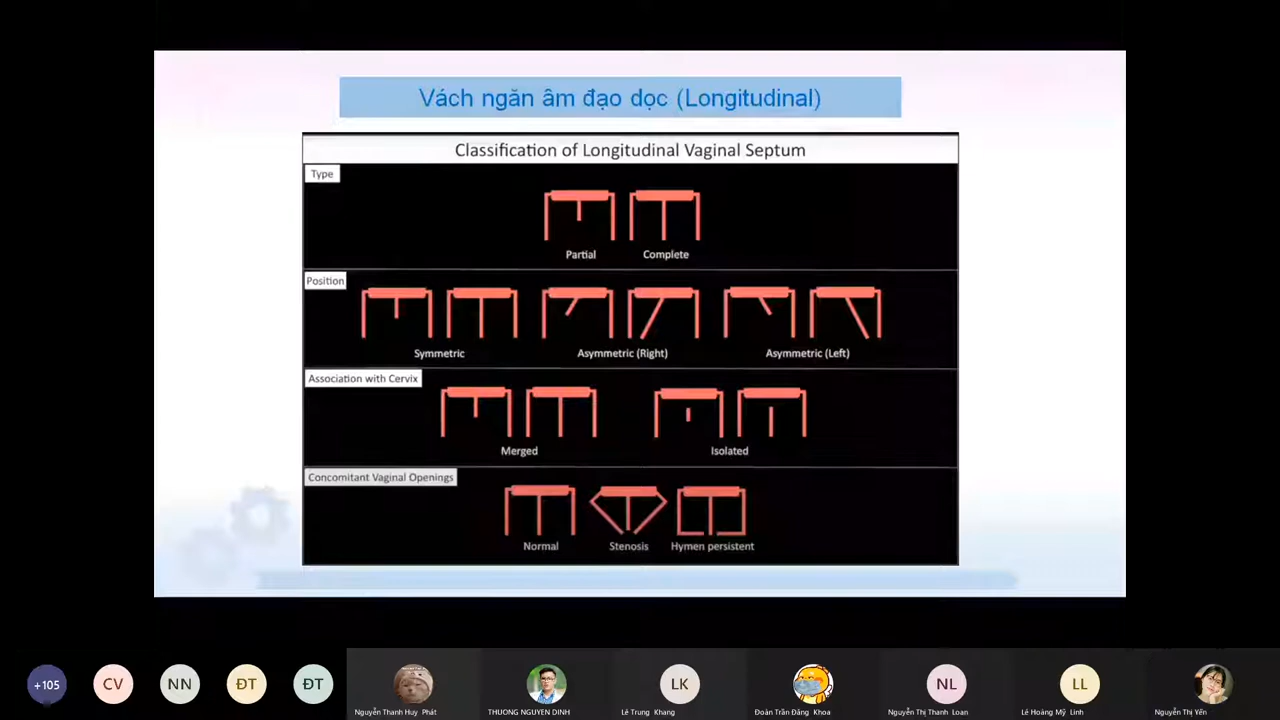 Vách ngăn âm đạo dọc (Longitudinal)
Classification of Longitudinal Vaginal Septum
Type
Partial
Complete
Position
Symmetric
Asymmetric (Right)
Asymmetric (Left)
Association with Cervix
Merged
Isolated
Concomitant Vaginal Openings
Normal
Stenosis
Hymen persistent
+105
CV
NN
ĐT
ĐT
Nguyễn Thanh Huy Phát
THUONG NGUYEN DINH
LK
Lê Trung Khang
Đoàn Trần Đăng Khoa
NL
Nguyễn Thị Thanh Loan
LL
Lê Hoàng Mỹ Linh
Nguyễn Thị Yến